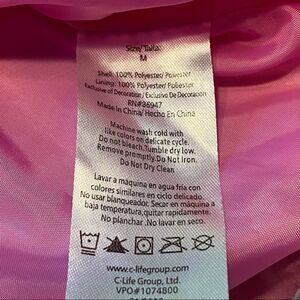 Size/Talla:
M
Shell: 100% Polyester/ Poliester
Lining: 100% Polyester/ Poliester
Exclusive of Decoration / Exclusivo De Decoracion
RN#86947
Made In China/ Hecho En China
Machine wash cold with
like colors on delicate cycle.
Do not bleach.Tumble dry low.
Remove promptly.Do Not Iron.
Do Not Dry Clean
Lavar a máquina en agua fria con
colores similares en ciclo delicado.
No usar blanqueador. Secar en máquina a
baja temperatura,quitar rapidamente.
No planchar .No lavar en seco.
www.c-lifegroup.com
C-Life Group, Ltd.
VPO#1074800